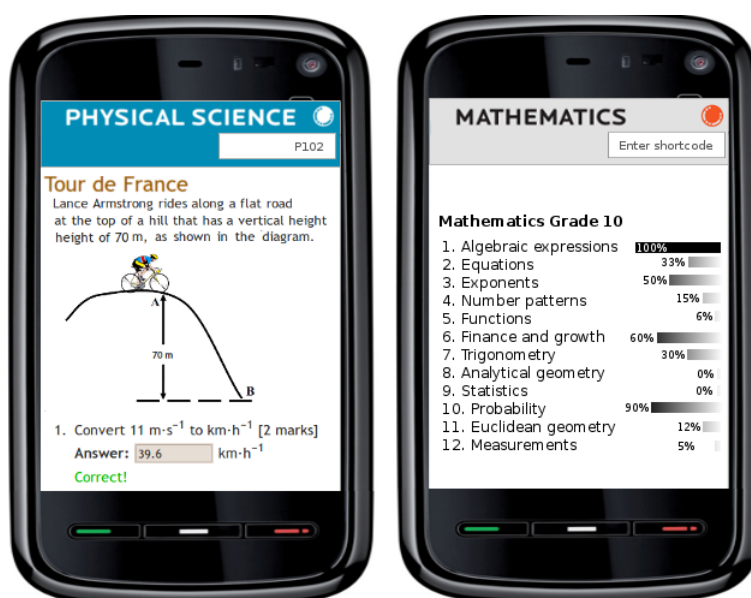 PHYSICAL SCIENCE
P102
Tour de France
Lance Armstrong rides along a flat road
at the top of a hill that has a vertical height
height of 70 m, as shown in the diagram.
A
70 m
B
1. Convert 11 m·s⁻¹ to km·h⁻¹ [2 marks]
Answer: 39.6 km·h⁻¹
Correct!
MATHEMATICS
Enter shortcode
Mathematics Grade 10
1. Algebraic expressions 100%
2. Equations 33%
3. Exponents 50%
4. Number patterns 15%
5. Functions 6%
6. Finance and growth 60%
7. Trigonometry 30%
8. Analytical geometry 0%
9. Statistics 0%
10. Probability 90%
11. Euclidean geometry 12%
12. Measurements 5%